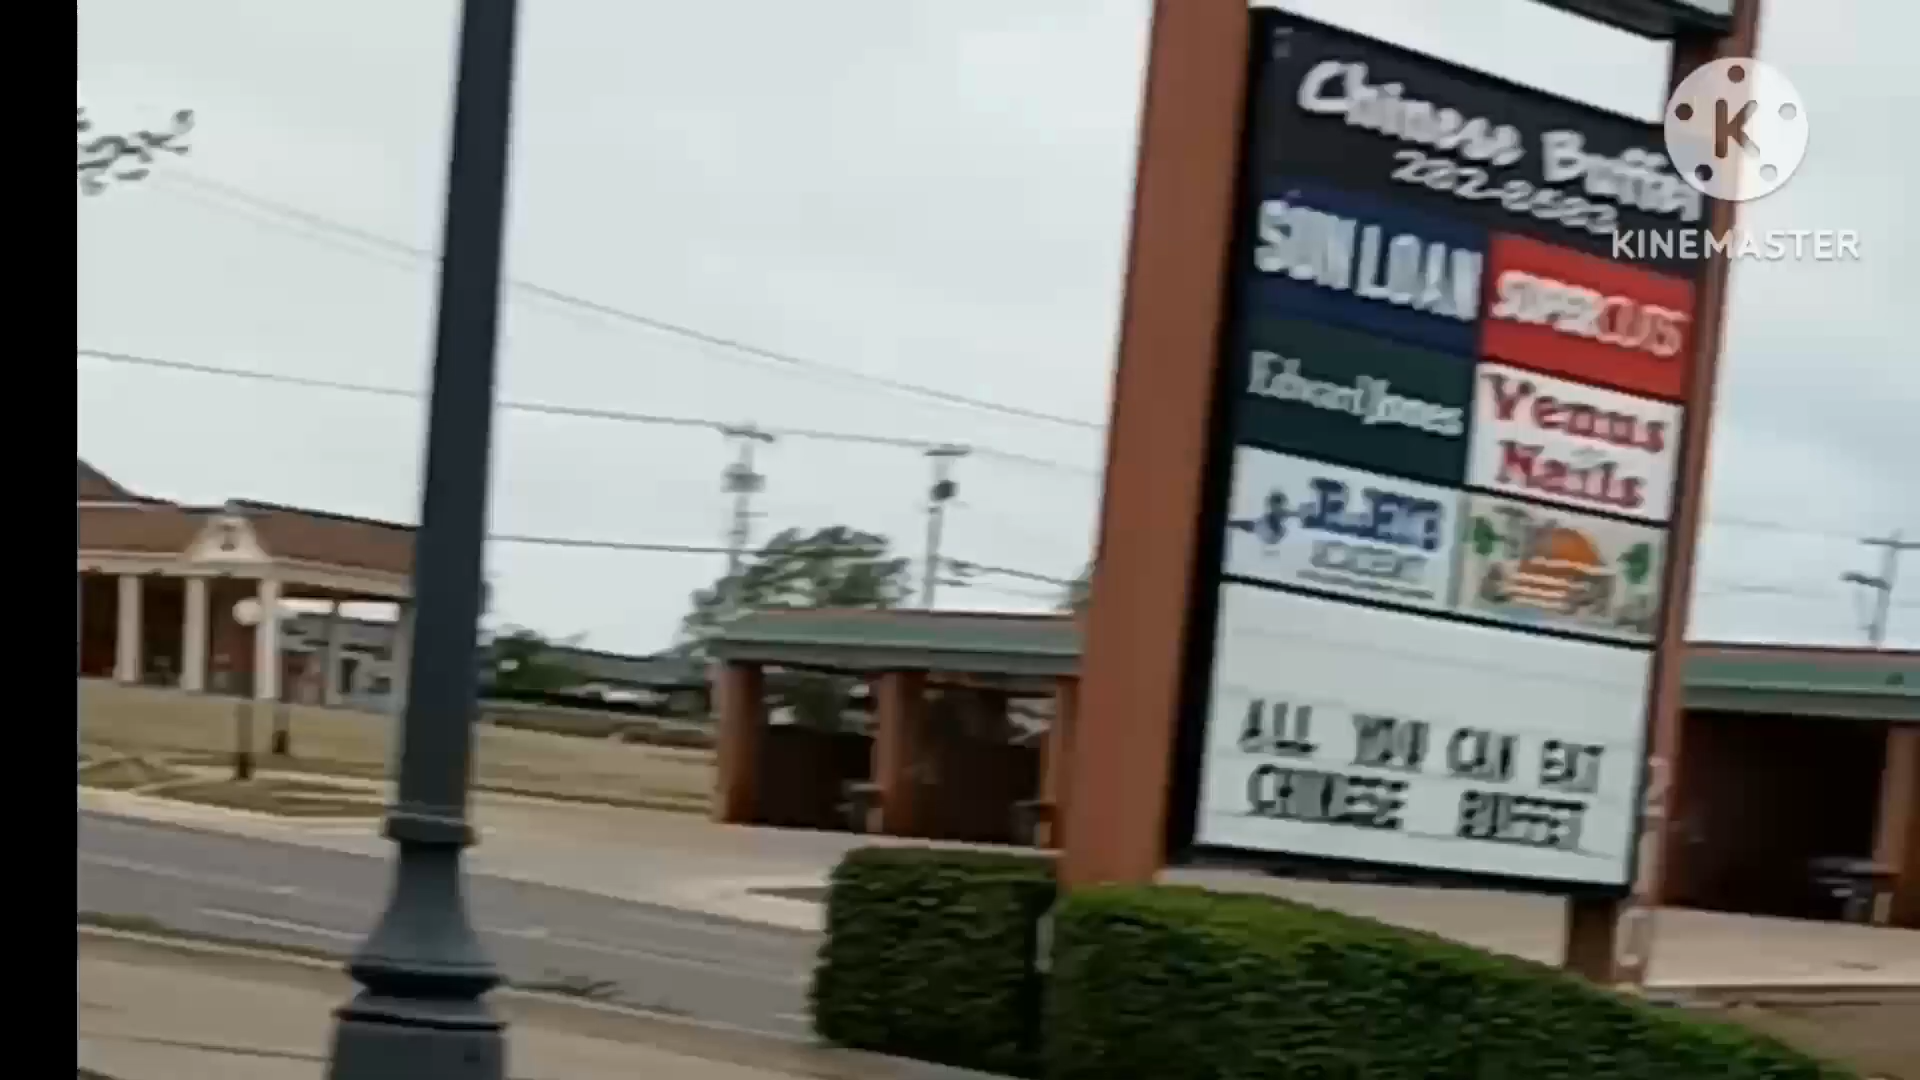 Chinese Buffet
SUN LOAN
SUPERCUTS
Edward Jones
Venus
Nails
ALL YOU CAN EAT
CHINESE BUFFET
K
KINEMASTER